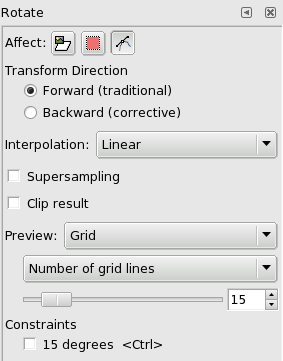 Rotate
Affect:
Transform Direction
Forward (traditional)
Backward (corrective)
Interpolation: Linear
Supersampling
Clip result
Preview: Grid
Number of grid lines
15
Constraints
15 degrees <Ctrl>